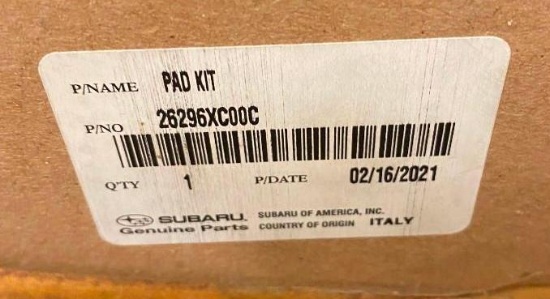 P/NAME PAD KIT
P/NO 26296XC00C
Q'TY 1 P/DATE 02/16/2021
SUBARU. SUBARU OF AMERICA, INC.
Genuine Parts COUNTRY OF ORIGIN ITALY